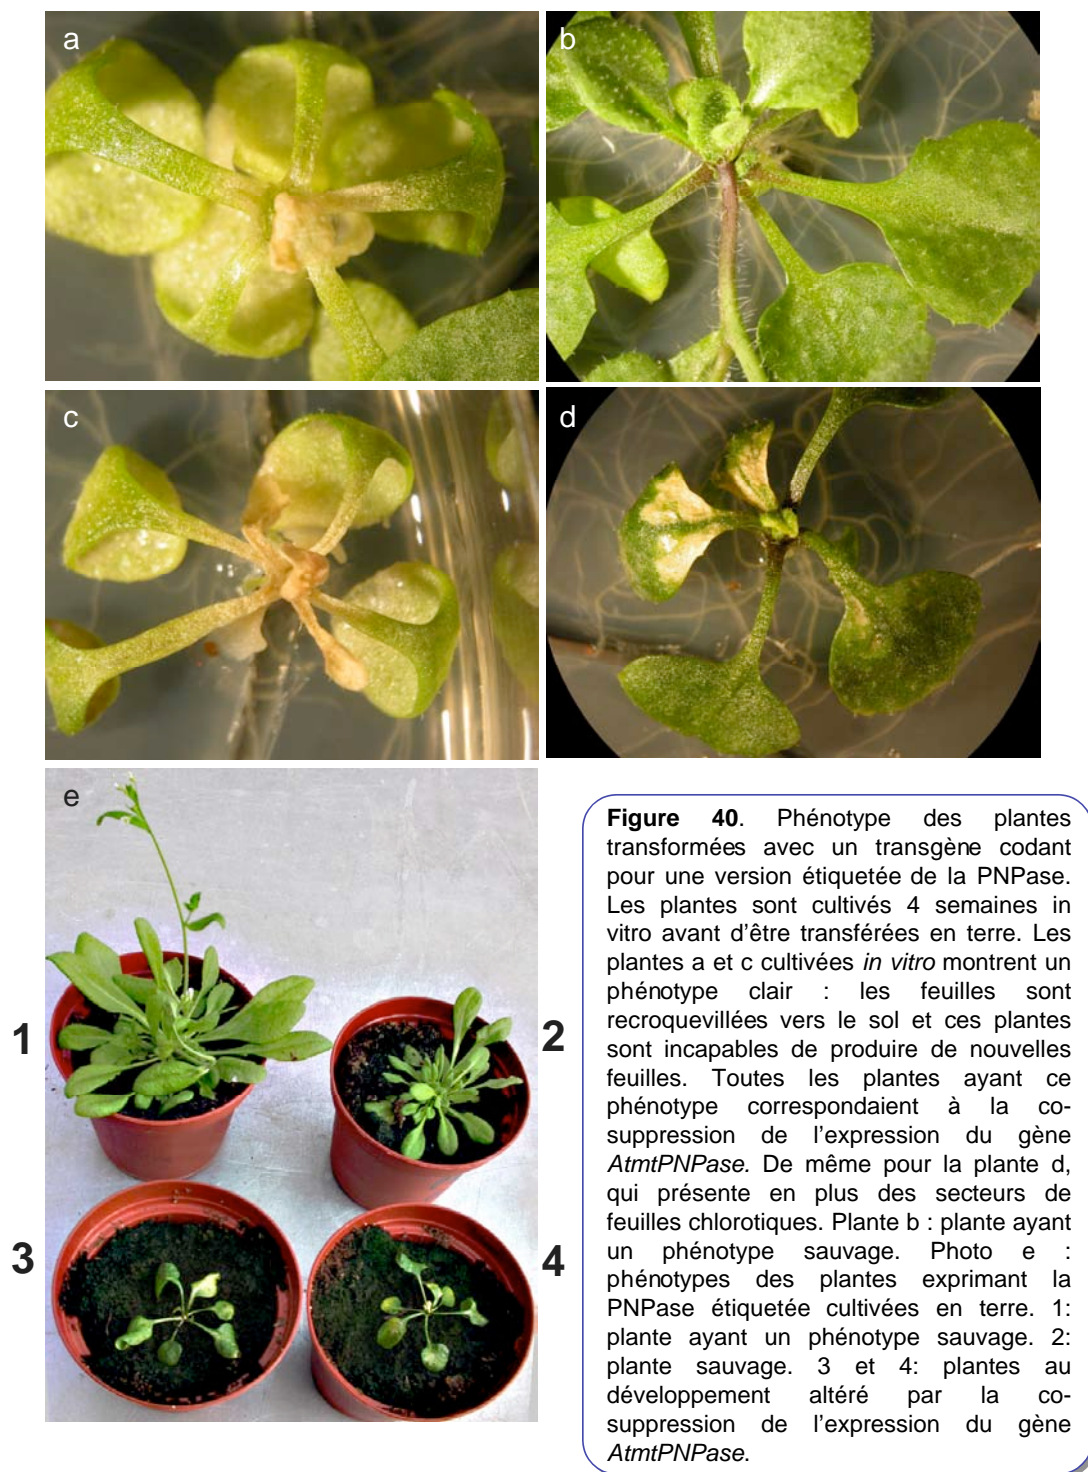 a
b
c
d
e
1
2
3
4
Figure 40. Phénotype des plantes
transformées avec un transgène codant
pour une version étiquetée de la PNPase.
Les plantes sont cultivés 4 semaines in
vitro avant d'être transférées en terre. Les
plantes a et c cultivées in vitro montrent un
phénotype clair : les feuilles sont
recroquevillées vers le sol et ces plantes
sont incapables de produire de nouvelles
feuilles. Toutes les plantes ayant ce
phénotype correspondaient à la co-
suppression de l'expression du gène
AtmtPNPase. De même pour la plante d,
qui présente en plus des secteurs de
feuilles chlorotiques. Plante b : plante ayant
un phénotype sauvage. Photo e :
phénotypes des plantes exprimant la
PNPase étiquetée cultivées en terre. 1:
plante ayant un phénotype sauvage. 2:
plante sauvage. 3 et 4: plantes au
développement altéré par la co-
suppression de l'expression du gène
AtmtPNPase.